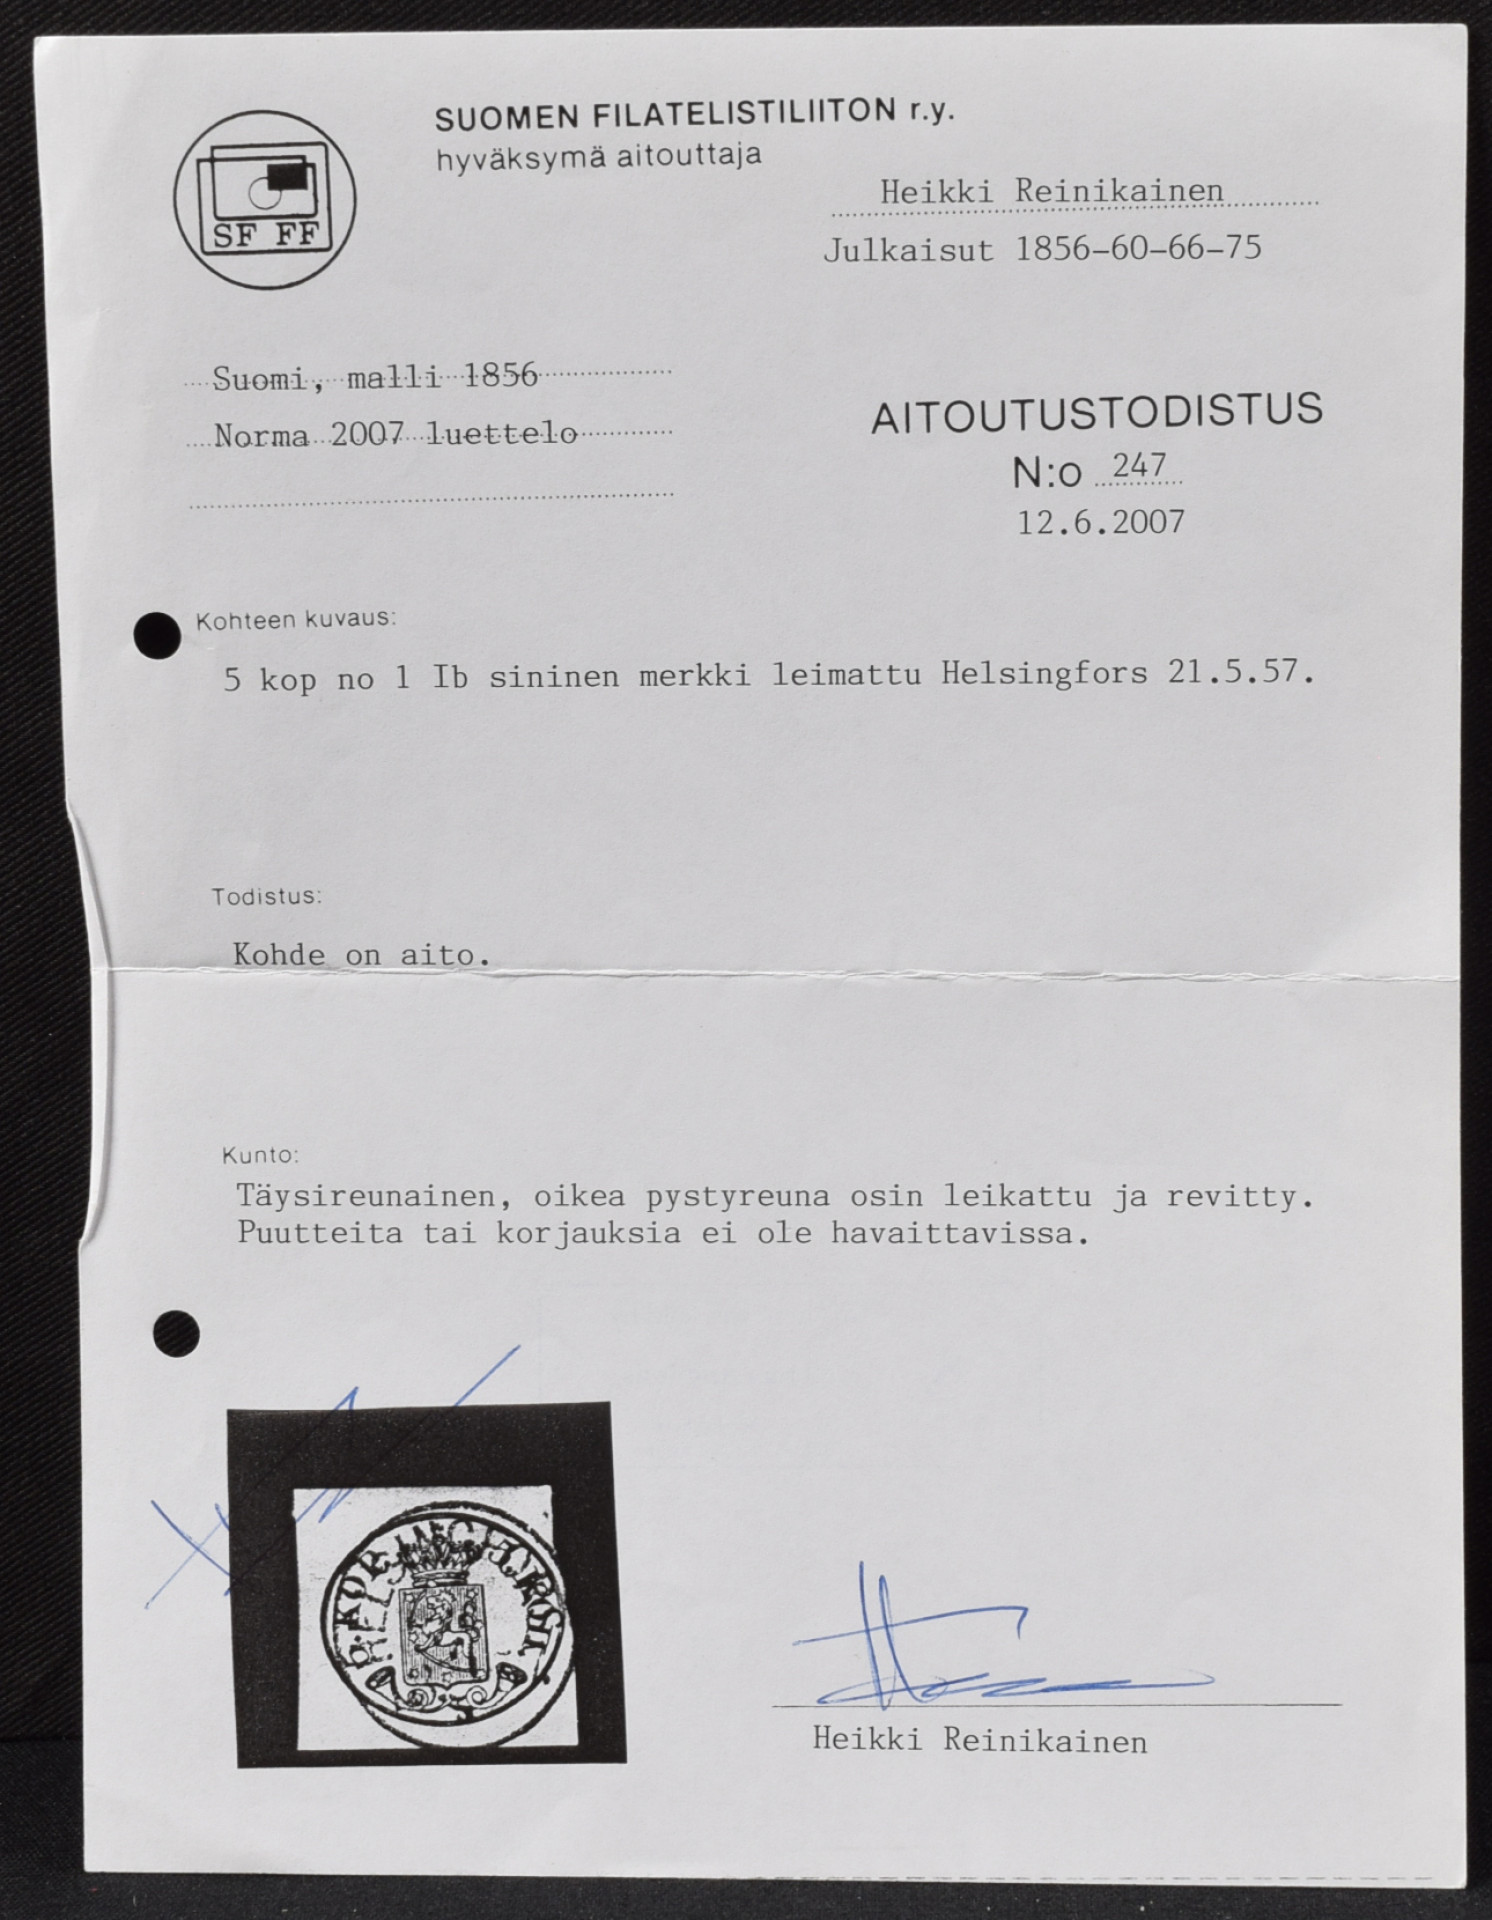 SUOMEN FILATELISTILIITON r.y.
hyväksymä aitouttaja
SF FF
Heikki Reinikainen
Julkaisut 1856-60-66-75
Suomi, malli 1856
Norma 2007 luettelo
AITOUTUSTODISTUS
N:o 247
12.6.2007
Kohteen kuvaus:
5 kop no 1 Ib sininen merkki leimattu Helsingfors 21.5.57.
Todistus:
Kohde on aito.
Kunto:
Täysireunainen, oikea pystyreuna osin leikattu ja revitty.
Puutteita tai korjauksia ei ole havaittavissa.
Heikki Reinikainen